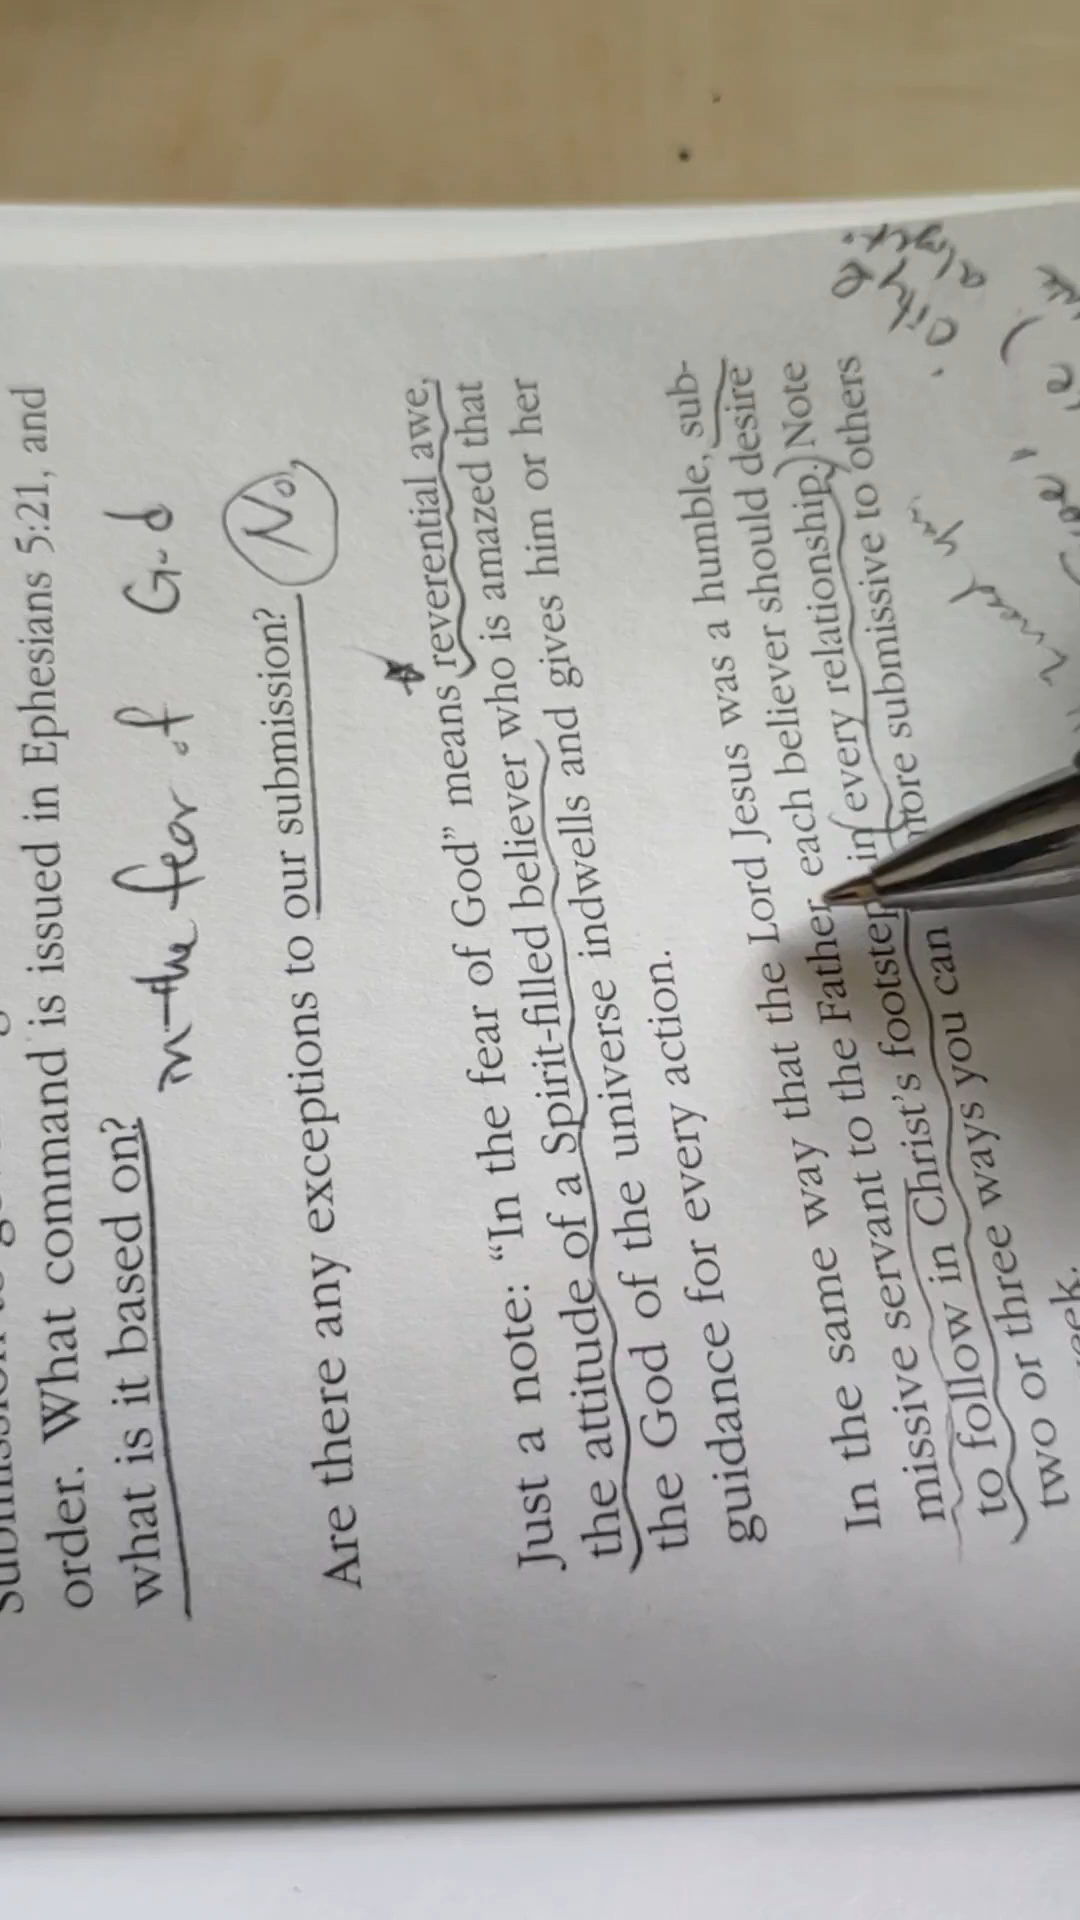 order. What command is issued in Ephesians 5:21, and
what is it based on?
in the fear of God
Are there any exceptions to our submission? No,
Just a note: “In the fear of God” means reverential awe,
the attitude of a Spirit-filled believer who is amazed that
the God of the universe indwells and gives him or her
guidance for every action.
In the same way that the Lord Jesus was a humble, sub-
missive servant to the Father, each believer should desire
to follow in Christ’s footsteps in every relationship. Note
two or three ways you can more submissive to others